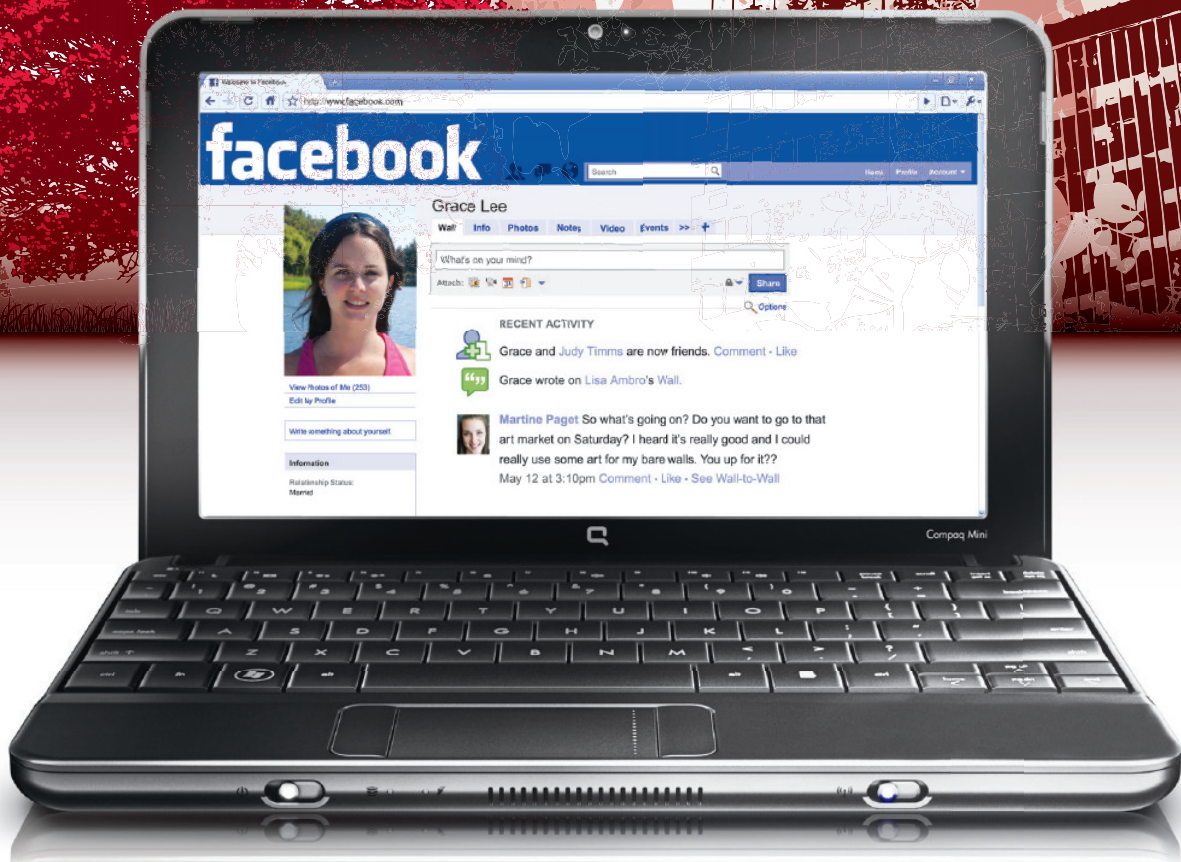 Welcome to Facebook
http://www.facebook.com
facebook
Search
Home Profile Account
Grace Lee
Wall Info Photos Notes Video Events >> +
What's on your mind?
Attach:
Share
Options
RECENT ACTIVITY
Grace and Judy Timms are now friends. Comment - Like
Grace wrote on Lisa Ambro's Wall.
Martine Paget So what's going on? Do you want to go to that
art market on Saturday? I heard it's really good and I could
really use some art for my bare walls. You up for it??
May 12 at 3:10pm Comment - Like - See Wall-to-Wall
View Photos of Me (253)
Edit My Profile
Write something about yourself.
Information
Relationship Status:
Married
Compaq Mini
Q W E R T Y U I O P
A S D F G H J K L
Z X C V B N M
ctrl fn alt alt ctrl